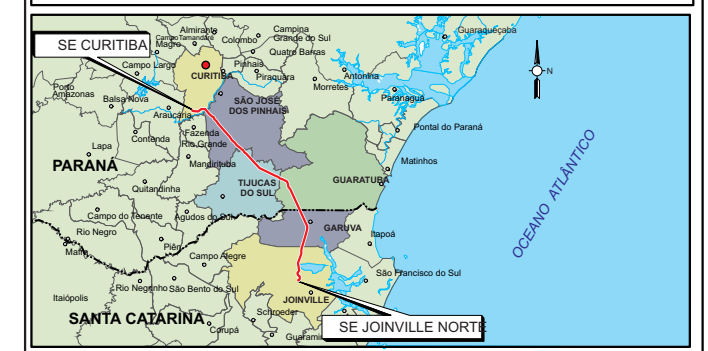 Almirante
Tamandaré
Campo
Magro
Colombo
Campina
Grande do Sul
Guaraqueçaba
SE CURITIBA
Quatro Barras
Campo Largo
Pinhais
CURITIBA
Piraquara
Antonina
Morretes
Porto
Amazonas
Balsa Nova
SÃO JOSÉ
DOS PINHAIS
Paranaguá
Araucária
Fazenda
Rio Grande
Contenda
Pontal do Paraná
Lapa
Mandirituba
Matinhos
PARANÁ
TIJUCAS
DO SUL
GUARATUBA
Quitandinha
OCEANO ATLÂNTICO
N
Campo do Tenente
Agudos do Sul
GARUVA
Rio Negro
Itapoá
Mafra
Piên
Campo Alegre
São Francisco do Sul
Rio Negrinho
São Bento do Sul
Itaiópolis
JOINVILLE
Schroeder
SANTA CATARINA
SE JOINVILLE NORTE
Corupá
Guaramirim